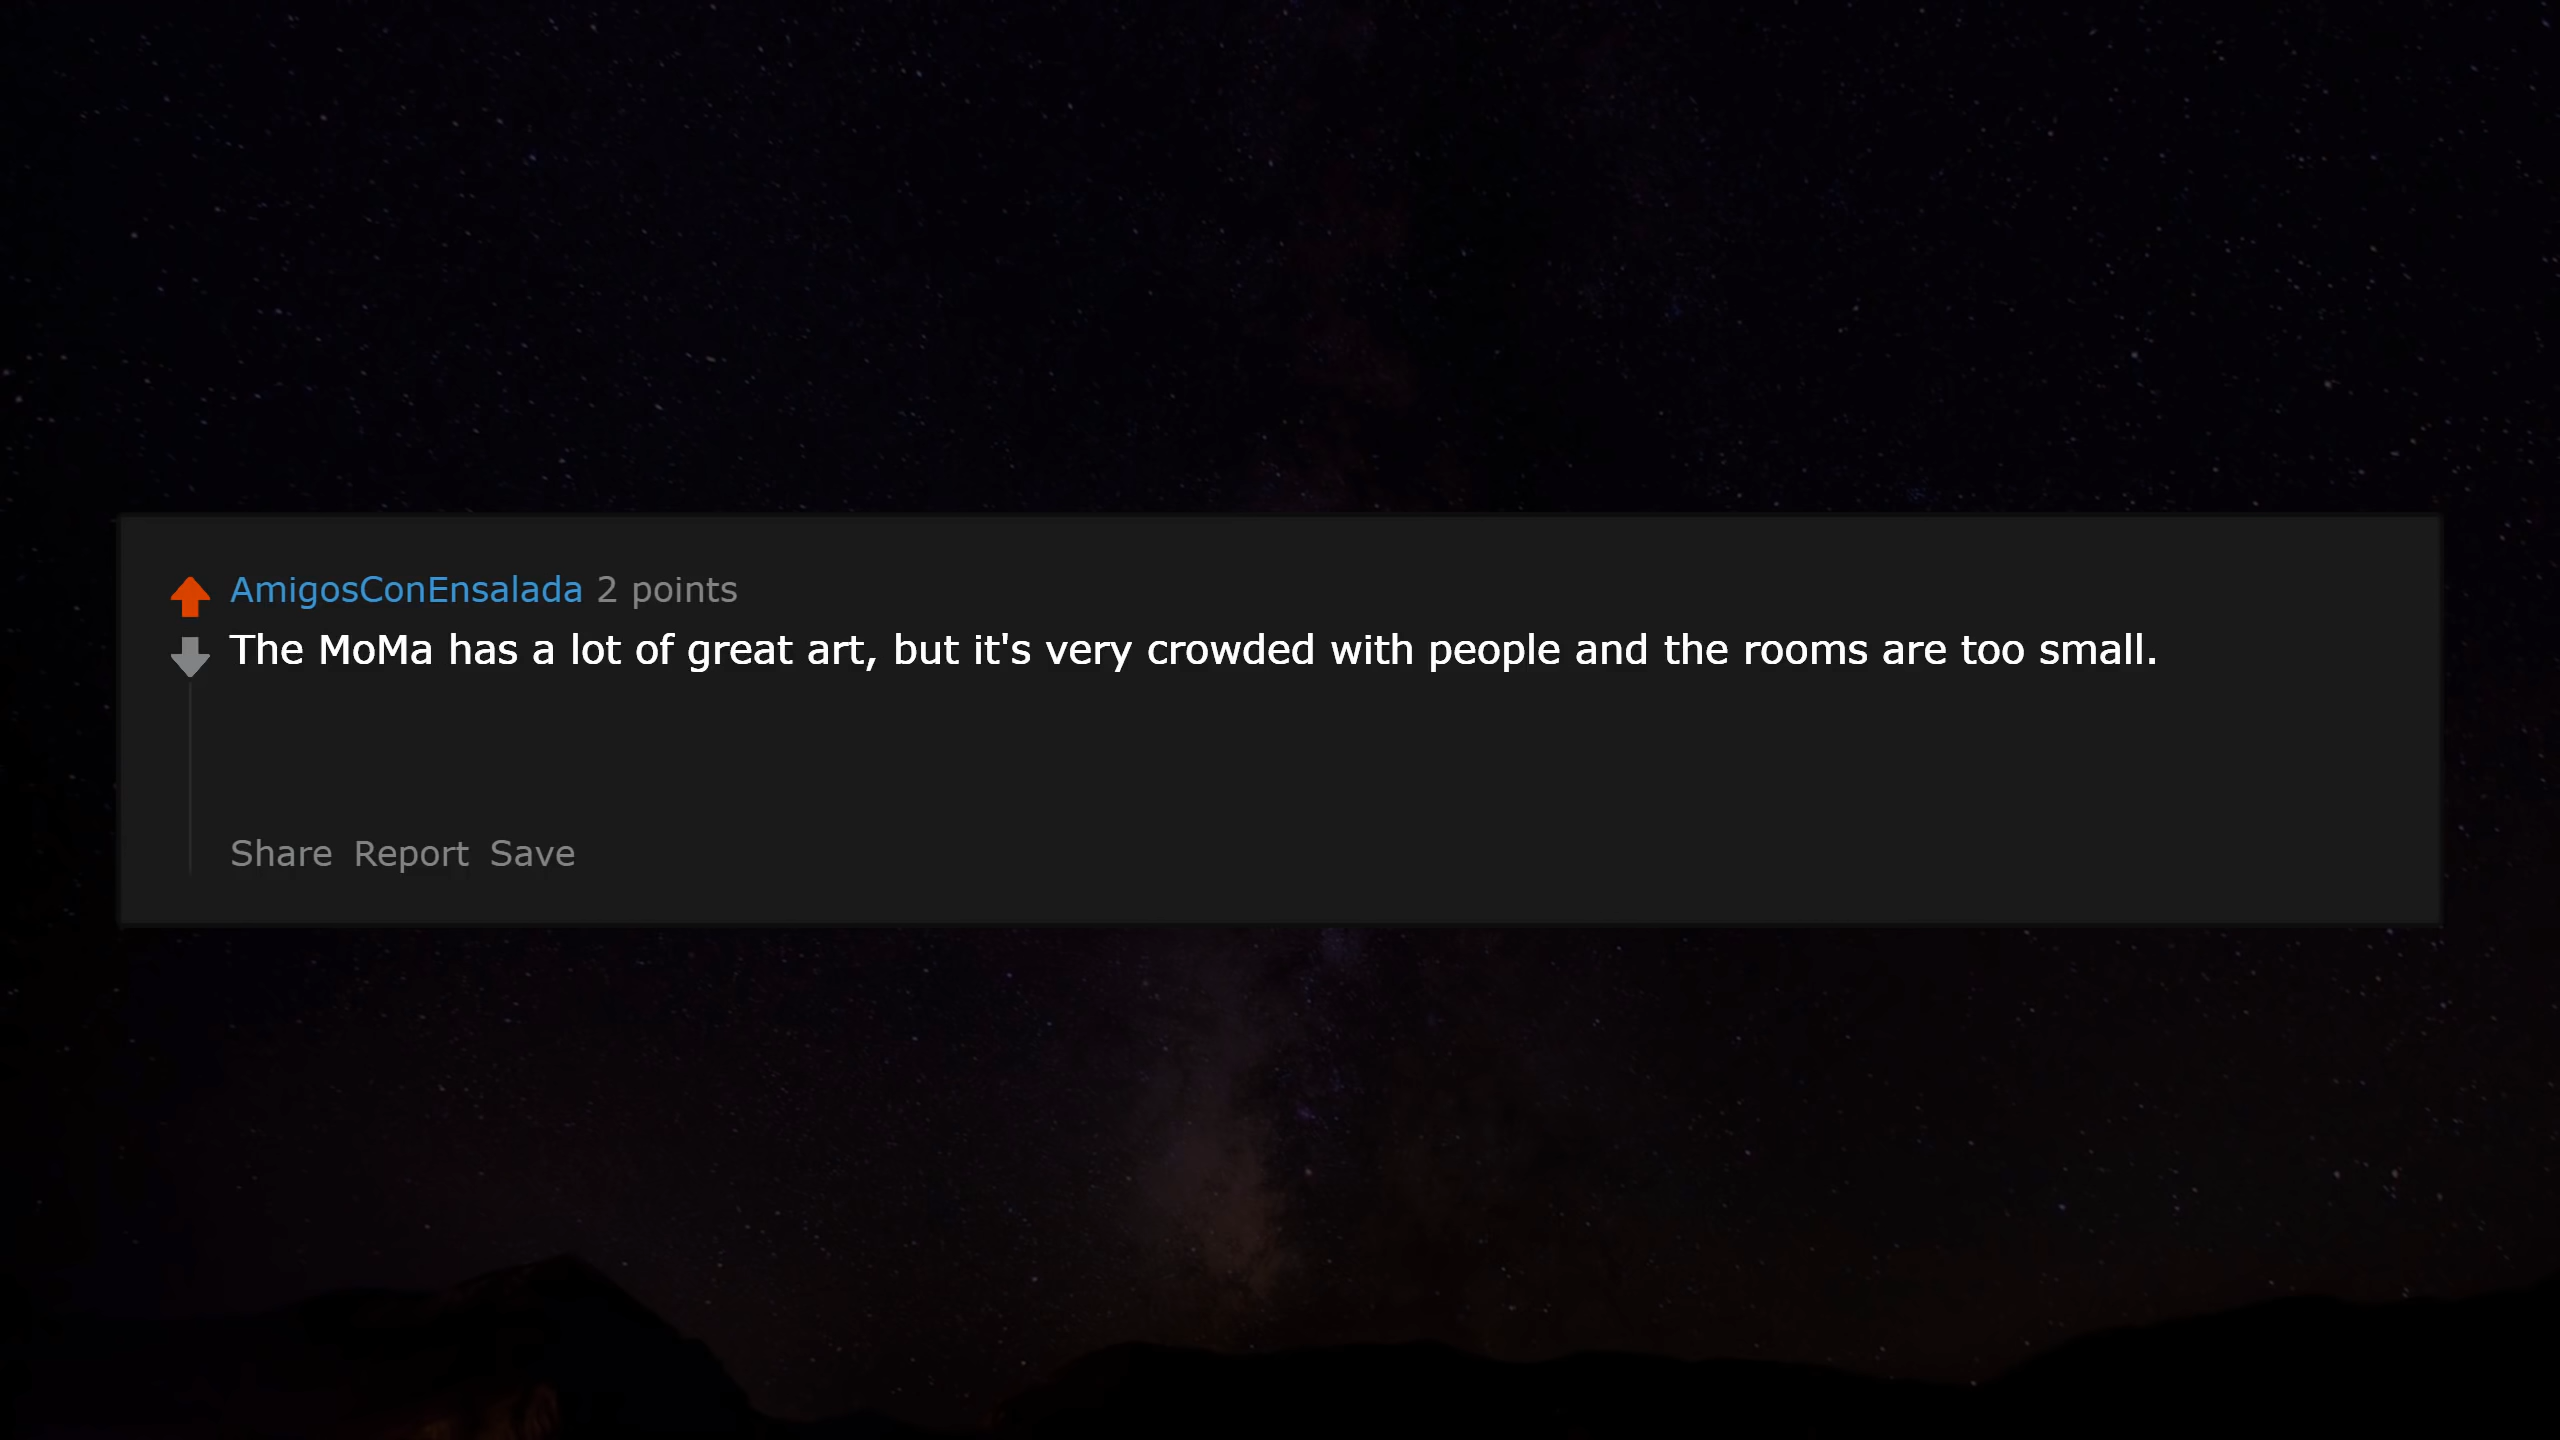 AmigosConEnsalada 2 points
The MoMa has a lot of great art, but it's very crowded with people and the rooms are too small.
Share Report Save